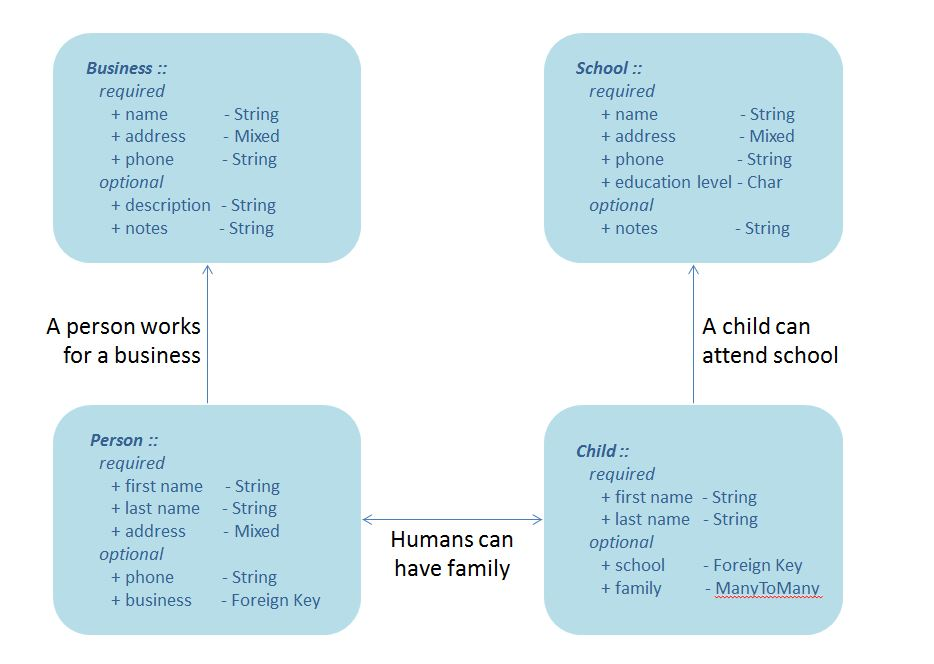 Business ::
required
+ name - String
+ address - Mixed
+ phone - String
optional
+ description - String
+ notes - String
School ::
required
+ name - String
+ address - Mixed
+ phone - String
+ education level - Char
optional
+ notes - String
A person works
for a business
A child can
attend school
Person ::
required
+ first name - String
+ last name - String
+ address - Mixed
optional
+ phone - String
+ business - Foreign Key
Humans can
have family
Child ::
required
+ first name - String
+ last name - String
optional
+ school - Foreign Key
+ family - ManyToMany